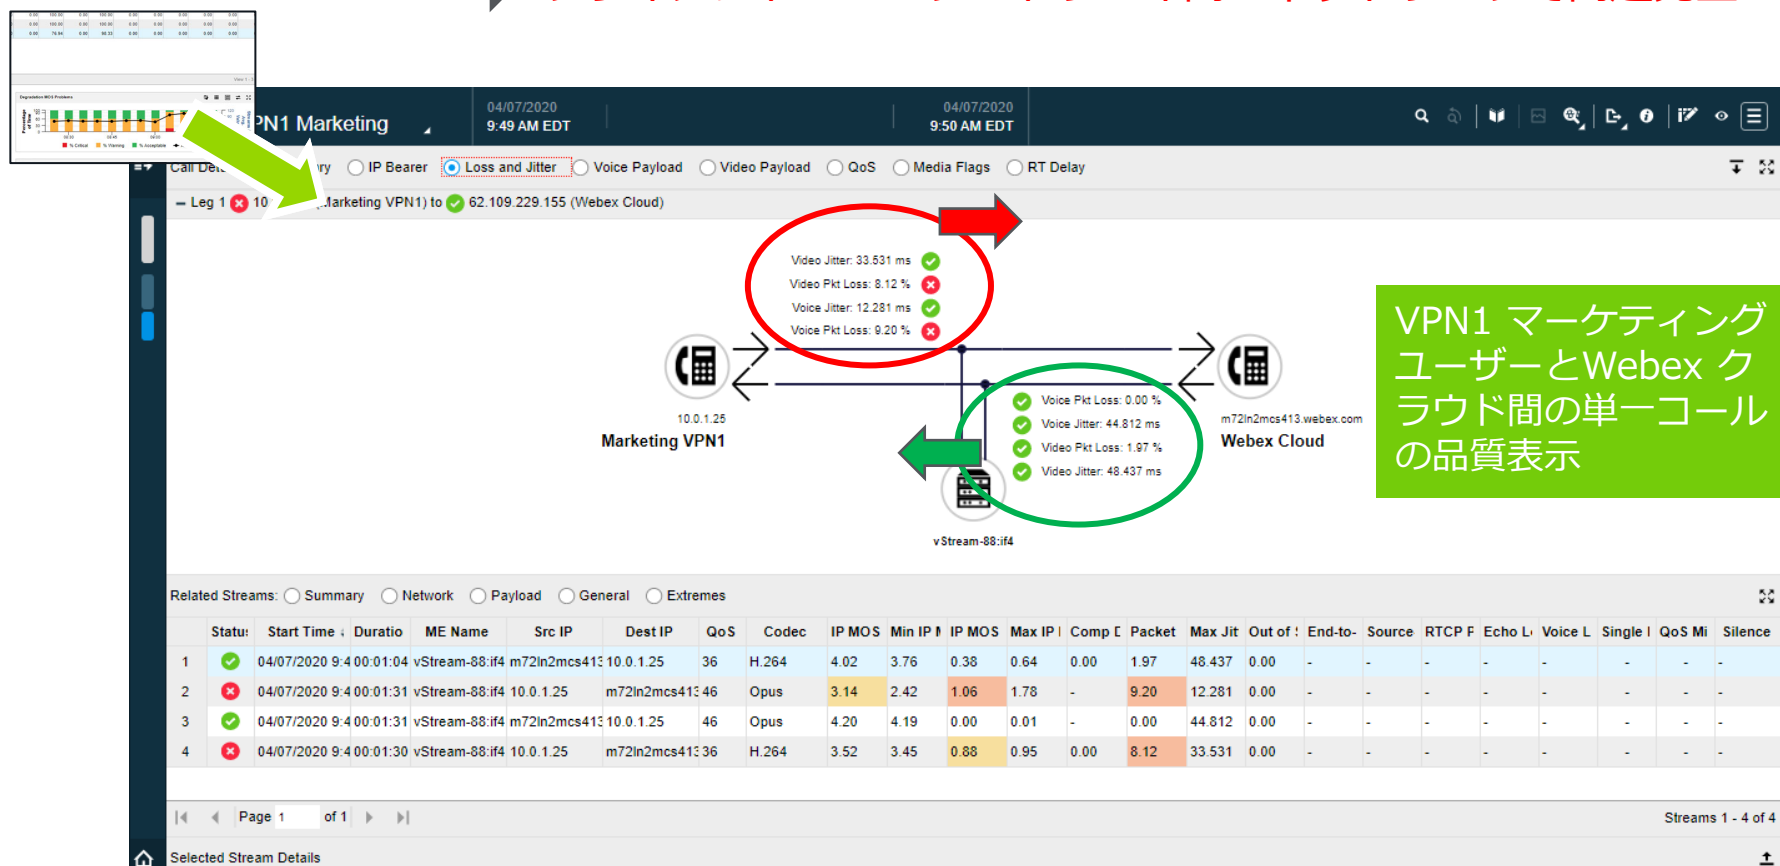 Degradation MOS Problems
% Critical % Warning % Acceptable
04/07/2020
9:49 AM EDT
04/07/2020
9:50 AM EDT
PN1 Marketing
IP Bearer Loss and Jitter Voice Payload Video Payload QoS Media Flags RT Delay
Leg 1 10 (Marketing VPN1) to 62.109.229.155 (Webex Cloud)
Video Jitter: 33.531 ms
Video Pkt Loss: 8.12 %
Voice Jitter: 12.281 ms
Voice Pkt Loss: 9.20 %
Voice Pkt Loss: 0.00 %
Voice Jitter: 44.812 ms
Video Pkt Loss: 1.97 %
Video Jitter: 48.437 ms
10.0.1.25
Marketing VPN1
m72ln2mcs413.webex.com
Webex Cloud
vStream-88:if4
VPN1 マーケティング
ユーザーとWebex ク
ラウド間の単一コール
の品質表示
Related Streams: Summary Network Payload General Extremes
Status Start Time Duratio ME Name Src IP Dest IP QoS Codec IP MOS Min IP M IP MOS Max IP Comp D Packet Max Jit Out of End-to- Source RTCP P Echo L Voice L Single QoS Mi Silence
1 04/07/2020 9:4 00:01:04 vStream-88:if4 m72ln2mcs413 10.0.1.25 36 H.264 4.02 3.76 0.38 0.64 0.00 1.97 48.437 0.00 - - - - - - - -
2 04/07/2020 9:4 00:01:31 vStream-88:if4 10.0.1.25 m72ln2mcs413 46 Opus 3.14 2.42 1.06 1.78 - 9.20 12.281 0.00 - - - - - - - -
3 04/07/2020 9:4 00:01:31 vStream-88:if4 m72ln2mcs413 10.0.1.25 46 Opus 4.20 4.19 0.00 0.01 - 0.00 44.812 0.00 - - - - - - - -
4 04/07/2020 9:4 00:01:30 vStream-88:if4 10.0.1.25 m72ln2mcs413 36 H.264 3.52 3.45 0.88 0.95 0.00 8.12 33.531 0.00 - - - - - - - -
Page 1 of 1
Streams 1 - 4 of 4
Selected Stream Details